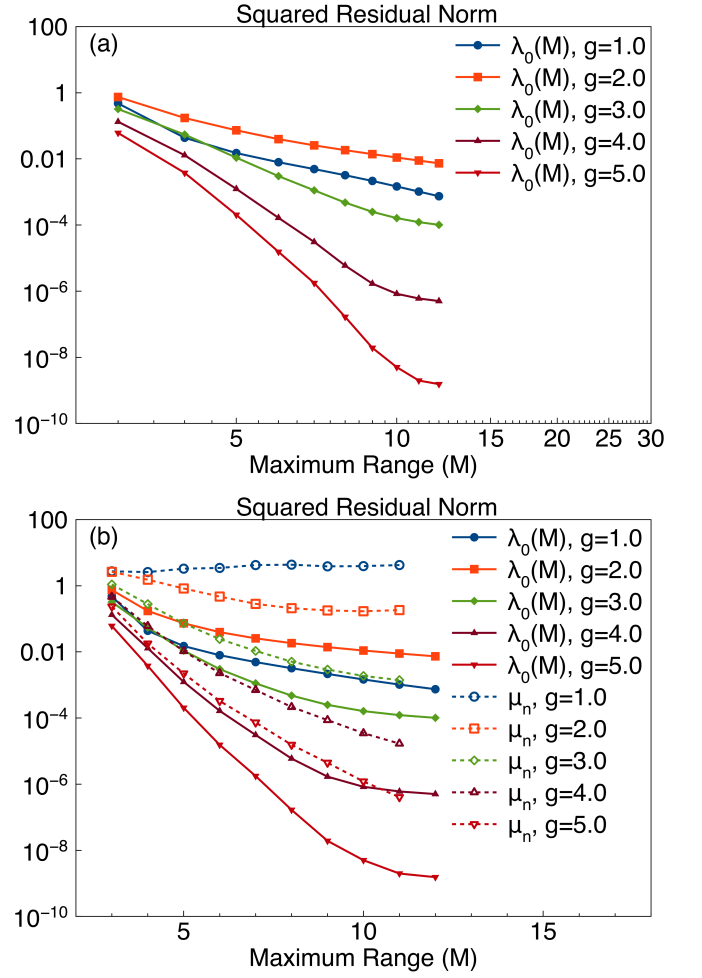 Squared Residual Norm
(a)
100
1
0.01
10⁻⁴
10⁻⁶
10⁻⁸
10⁻¹⁰
λ₀(M), g=1.0
λ₀(M), g=2.0
λ₀(M), g=3.0
λ₀(M), g=4.0
λ₀(M), g=5.0
5 10 15 20 25 30
Maximum Range (M)
Squared Residual Norm
(b)
100
1
0.01
10⁻⁴
10⁻⁶
10⁻⁸
10⁻¹⁰
λ₀(M), g=1.0
λ₀(M), g=2.0
λ₀(M), g=3.0
λ₀(M), g=4.0
λ₀(M), g=5.0
μₙ, g=1.0
μₙ, g=2.0
μₙ, g=3.0
μₙ, g=4.0
μₙ, g=5.0
5 10 15
Maximum Range (M)